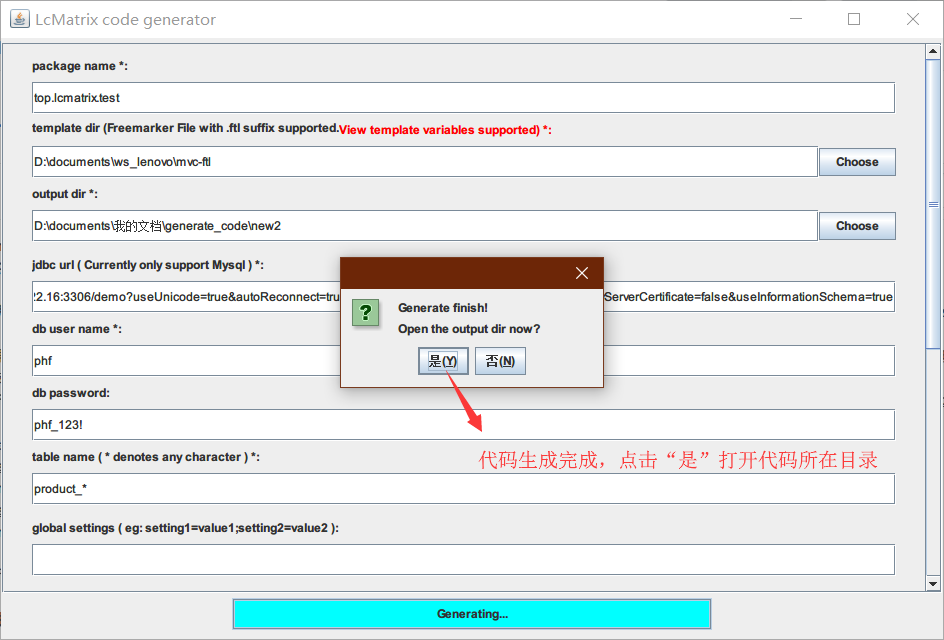 LcMatrix code generator
package name *:
top.lcmatrix.test
template dir (Freemarker File with .ftl suffix supported.View template variables supported) *:
D:\documents\ws_lenovo\mvc-ftl
Choose
output dir *:
D:\documents\我的文档\generate_code\new2
Choose
jdbc url ( Currently only support Mysql ) *:
2.16:3306/demo?useUnicode=true&autoReconnect=tru
ServerCertificate=false&useInformationSchema=true
Generate finish!
Open the output dir now?
是(Y)
否(N)
db user name *:
phf
db password:
phf_123!
代码生成完成，点击“是”打开代码所在目录
table name ( * denotes any character ) *:
product_*
global settings ( eg: setting1=value1;setting2=value2 ):
Generating...